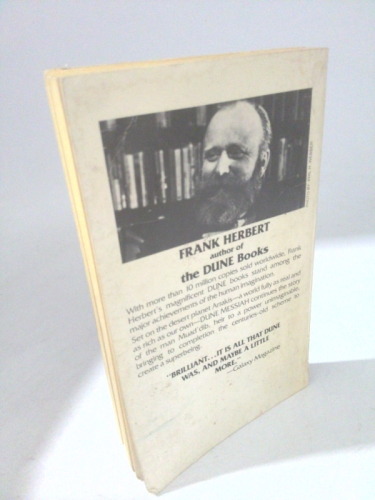 FRANK HERBERT
author of
the DUNE Books
With more than 10 million copies sold worldwide, Frank
Herbert's magnificent DUNE books stand among the
major achievements of the human imagination.
Set on the desert planet Arrakis—a world fully as real and
as rich as our own—DUNE MESSIAH continues the story
of the man Muad'dib, heir to a power unimaginable,
bringing to completion the centuries-old scheme to
create a superbeing.
"BRILLIANT...IT IS ALL THAT DUNE
WAS, AND MAYBE A LITTLE
MORE."
—Galaxy Magazine